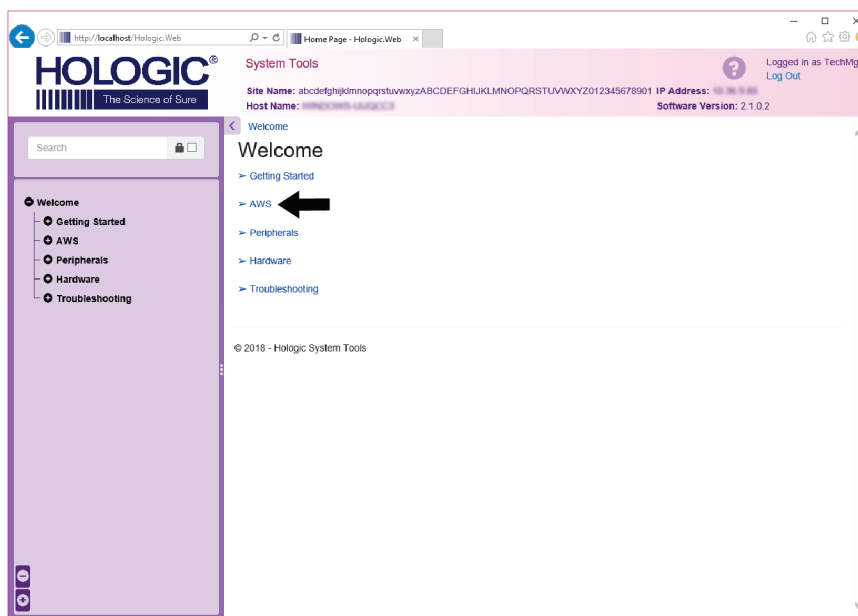 http://localhost/Hologic.Web
Home Page - Hologic.Web
HOLOGIC®
The Science of Sure
System Tools
Logged in as TechMg
Log Out
Site Name: abcdefghijklmnopqrstuvwxyzABCDEFGHIJKLMNOPQRSTUVWXYZ012345678901 IP Address:
Host Name:
Software Version: 2.1.0.2
Search
Welcome
Getting Started
AWS
Peripherals
Hardware
Troubleshooting
Welcome
Welcome
➢ Getting Started
➢ AWS
➢ Peripherals
➢ Hardware
➢ Troubleshooting
© 2018 - Hologic System Tools